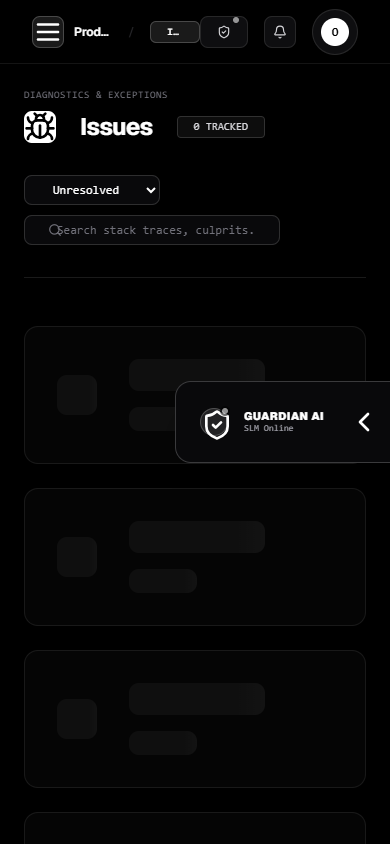 Prod… / I…
0
DIAGNOSTICS & EXCEPTIONS
Issues
0 TRACKED
Unresolved
Search stack traces, culprits.
GUARDIAN AI
SLM Online